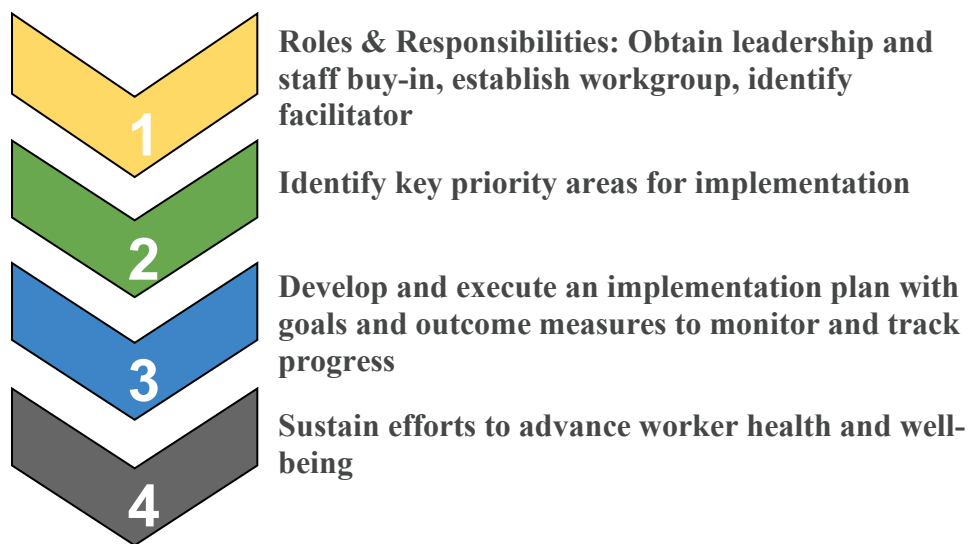 1
Roles & Responsibilities: Obtain leadership and
staff buy-in, establish workgroup, identify
facilitator
2
Identify key priority areas for implementation
3
Develop and execute an implementation plan with
goals and outcome measures to monitor and track
progress
4
Sustain efforts to advance worker health and well-
being